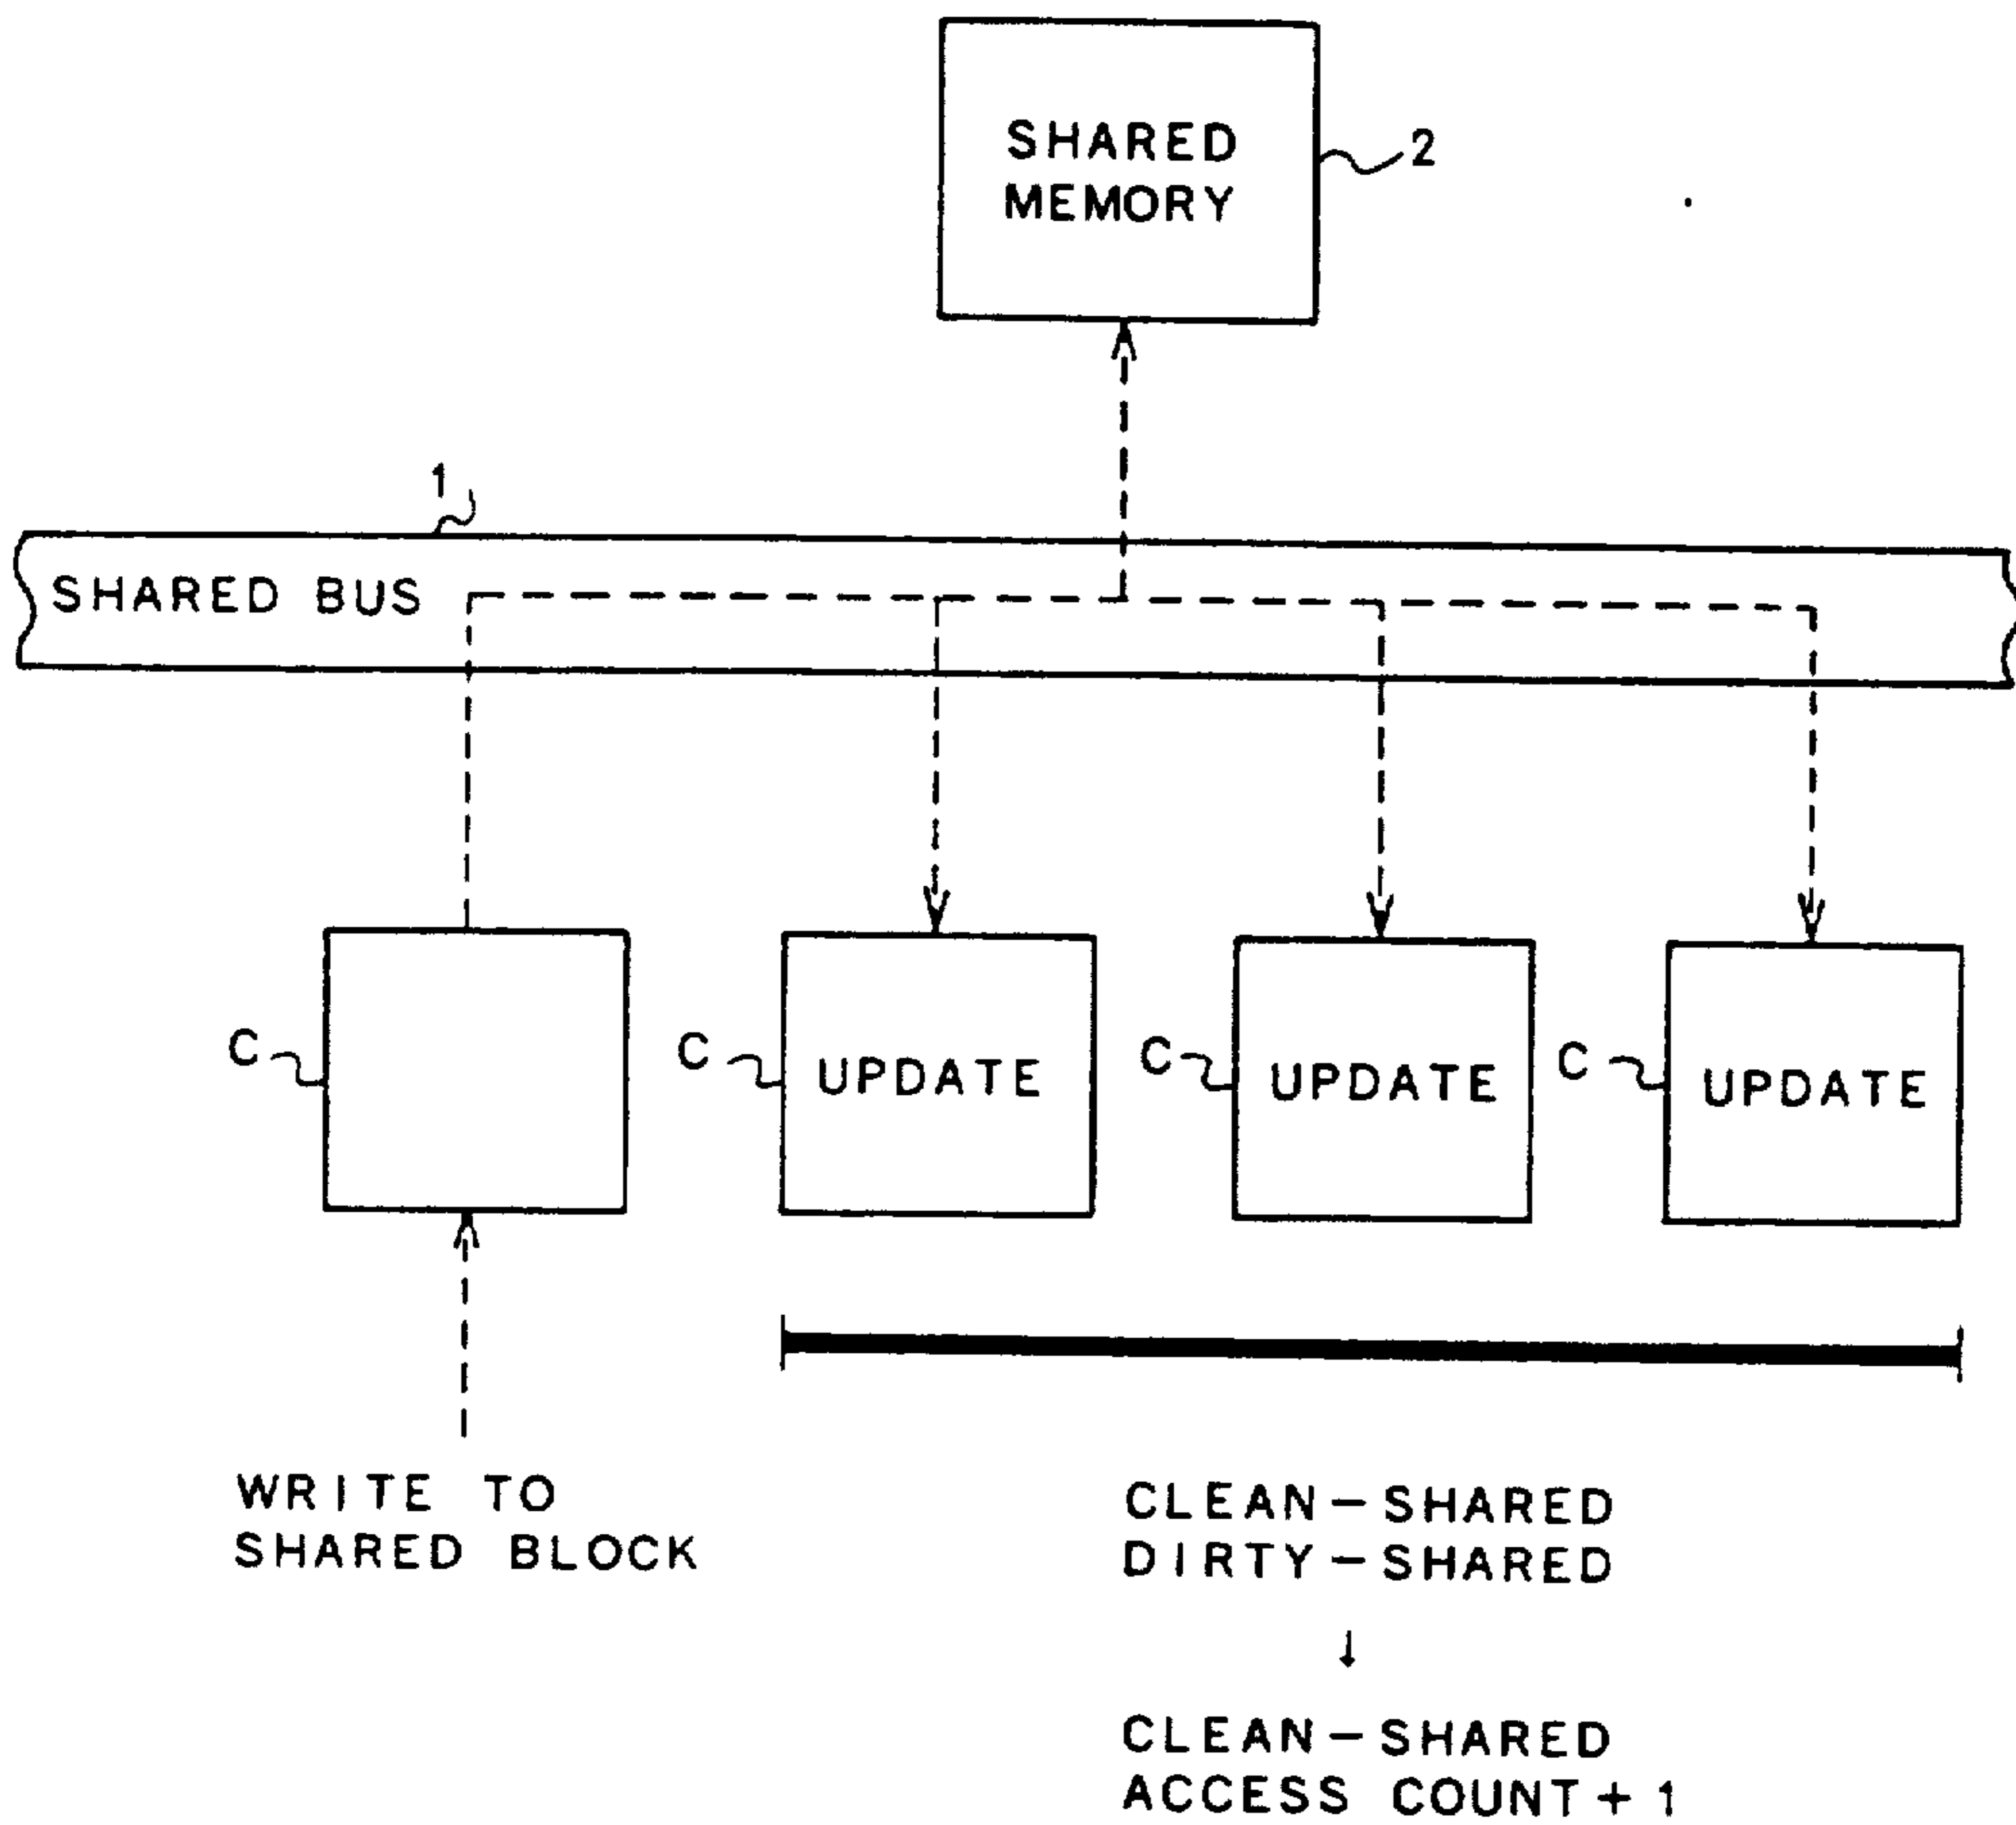 SHARED
MEMORY
2
1
SHARED BUS
C
C
UPDATE
C
UPDATE
C
UPDATE
WRITE TO
SHARED BLOCK
CLEAN-SHARED
DIRTY-SHARED
↓
CLEAN-SHARED
ACCESS COUNT+1